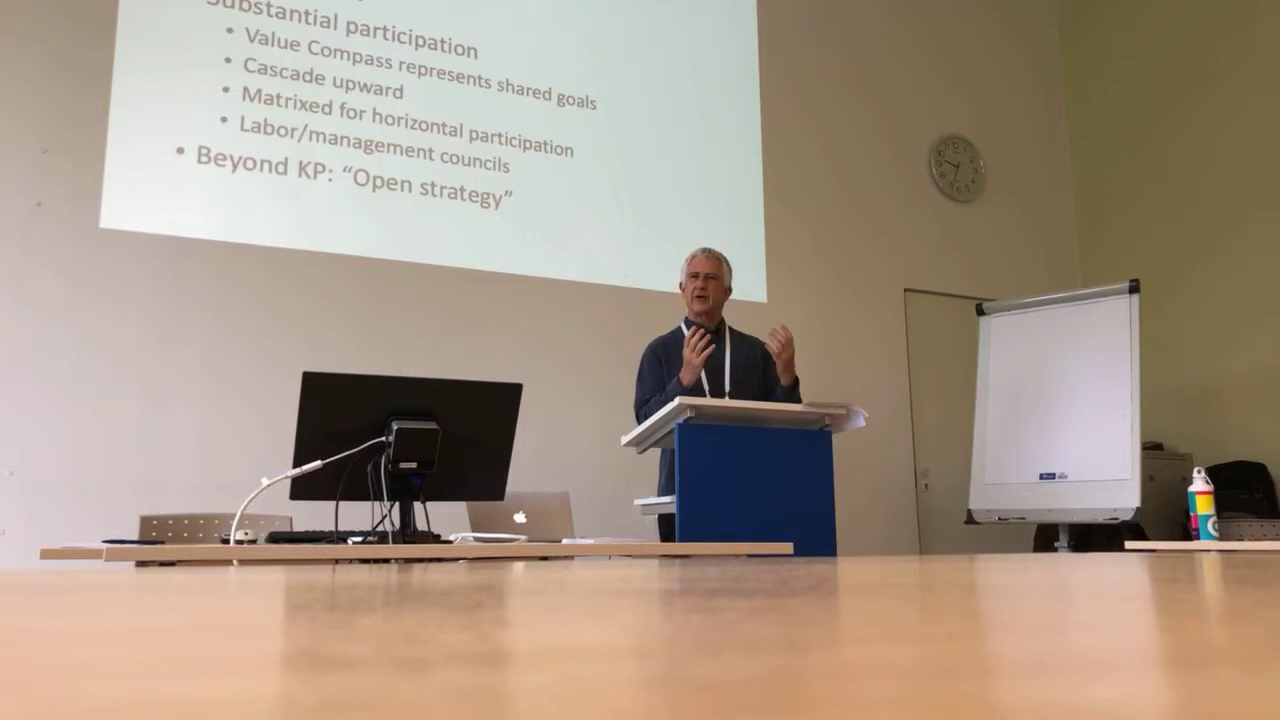 Substantial participation
• Value Compass represents shared goals
• Cascade upward
• Matrixed for horizontal participation
• Labor/management councils
• Beyond KP: “Open strategy”